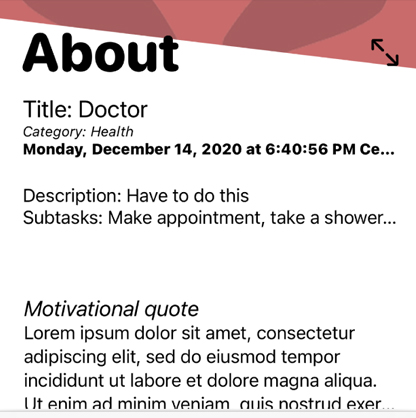 About
Title: Doctor
Category: Health
Monday, December 14, 2020 at 6:40:56 PM Ce...
Description: Have to do this
Subtasks: Make appointment, take a shower...
Motivational quote
Lorem ipsum dolor sit amet, consectetur
adipiscing elit, sed do eiusmod tempor
incididunt ut labore et dolore magna aliqua.
Ut enim ad minim veniam, quis nostrud exer...